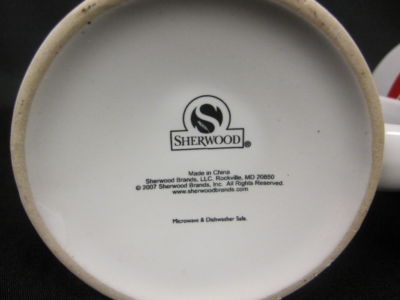 S
SHERWOOD®
Made in China
Sherwood Brands, LLC. Rockville, MD 20850
© 2007 Sherwood Brands, Inc. All Rights Reserved.
www.sherwoodbrands.com
Microwave & Dishwasher Safe.